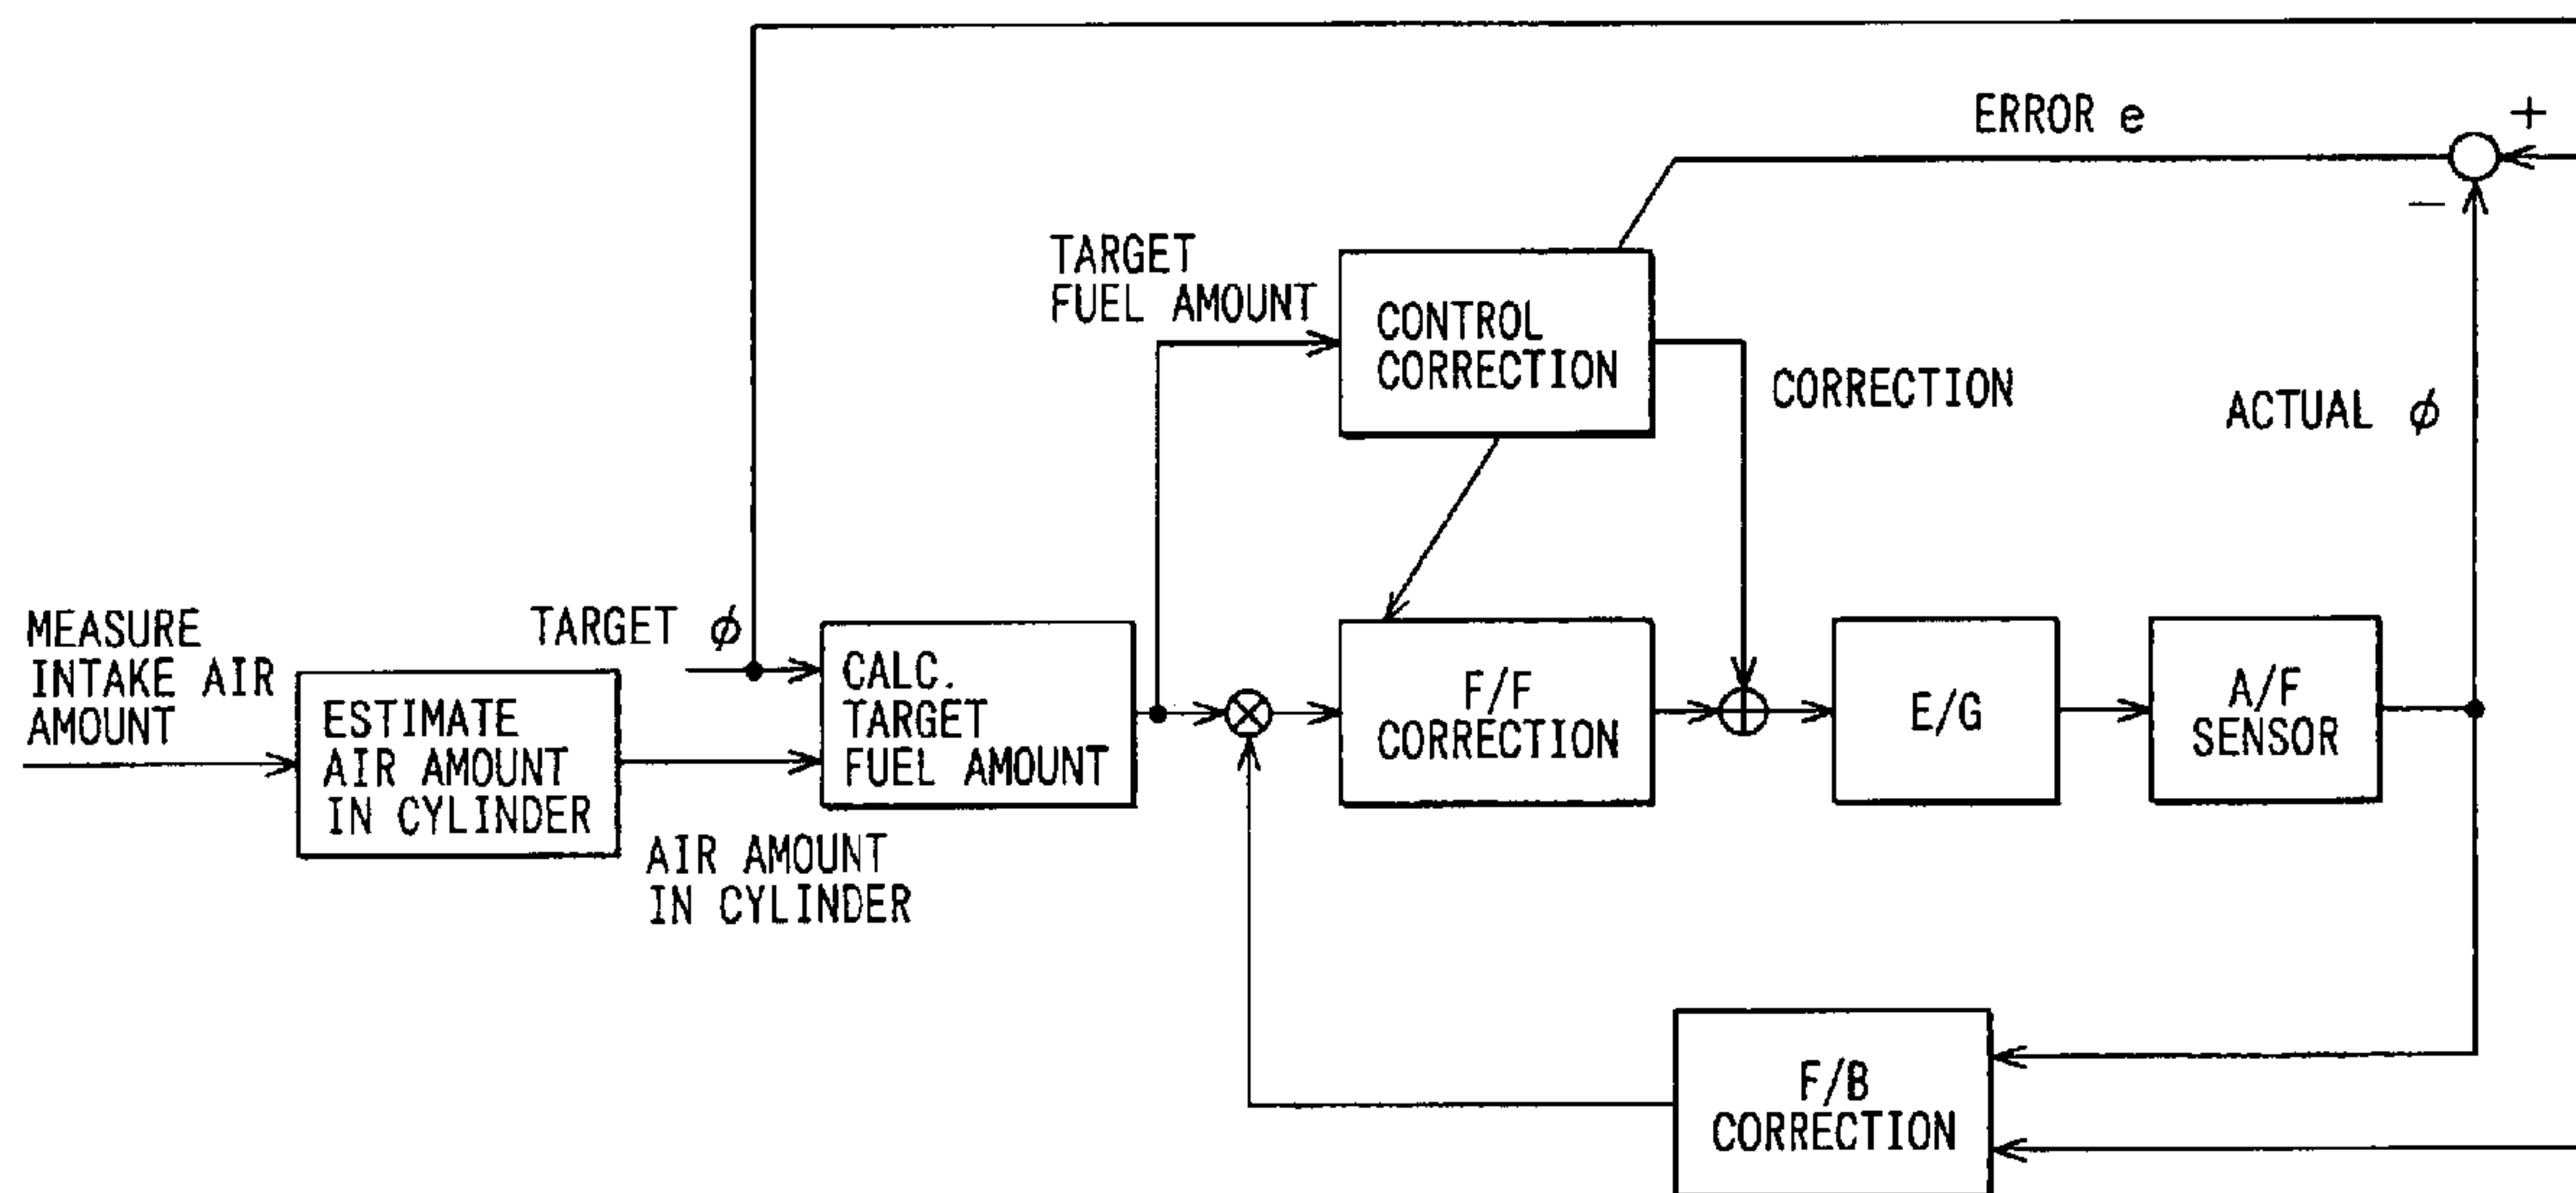 ERROR e
+
−
TARGET
FUEL AMOUNT
CONTROL
CORRECTION
CORRECTION
ACTUAL ϕ
MEASURE
INTAKE AIR
AMOUNT
TARGET ϕ
ESTIMATE
AIR AMOUNT
IN CYLINDER
CALC.
TARGET
FUEL AMOUNT
F/F
CORRECTION
E/G
A/F
SENSOR
AIR AMOUNT
IN CYLINDER
F/B
CORRECTION